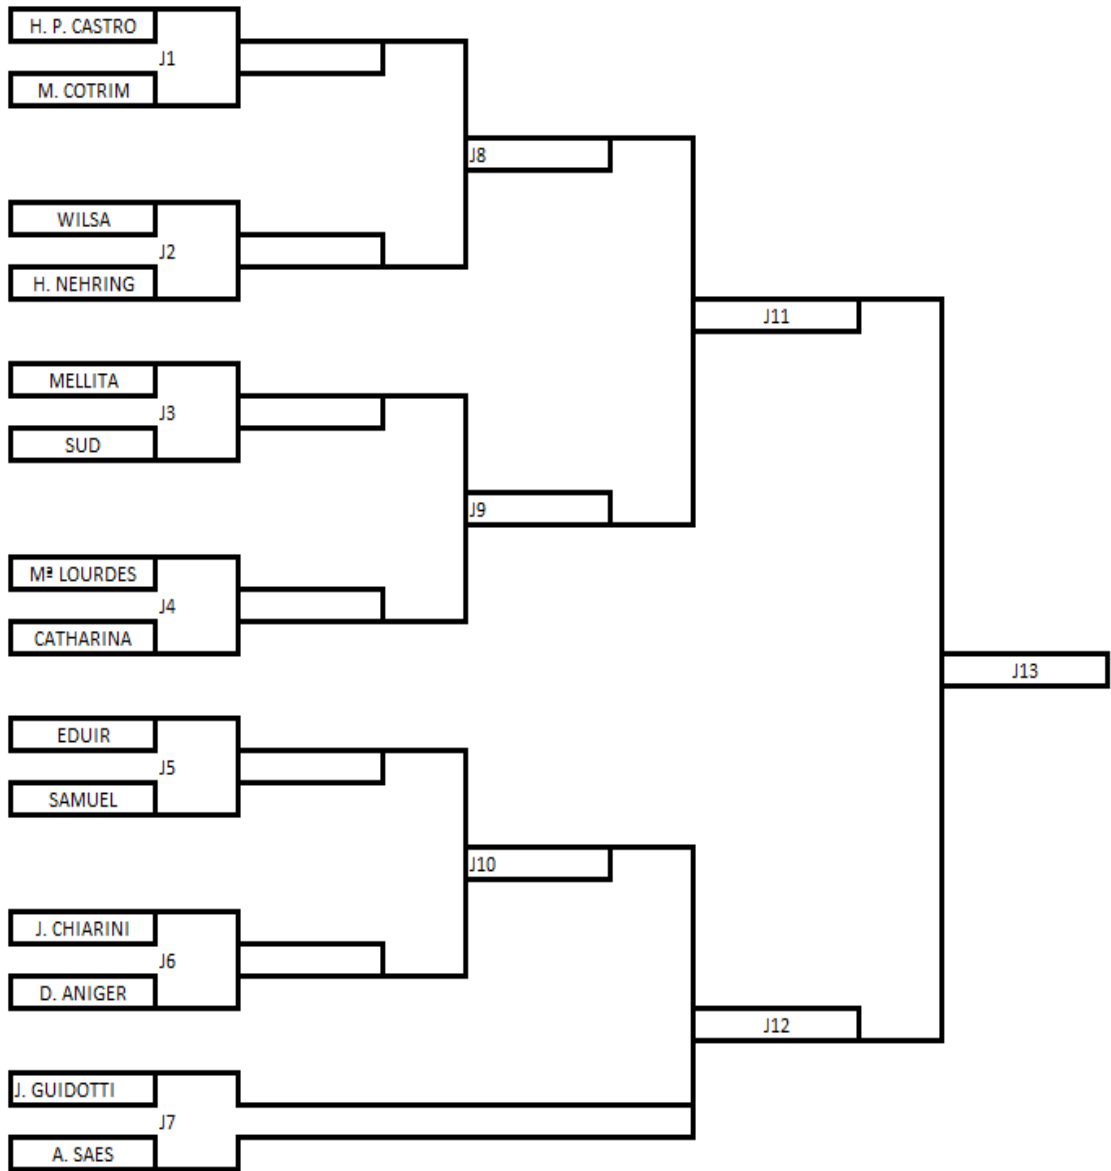 H. P. CASTRO
J1
M. COTRIM
J8
WILSA
J2
H. NEHRING
J11
MELLITA
J3
SUD
J9
Mª LOURDES
J4
CATHARINA
J13
EDUIR
J5
SAMUEL
J10
J. CHIARINI
J6
D. ANIGER
J12
J. GUIDOTTI
J7
A. SAES